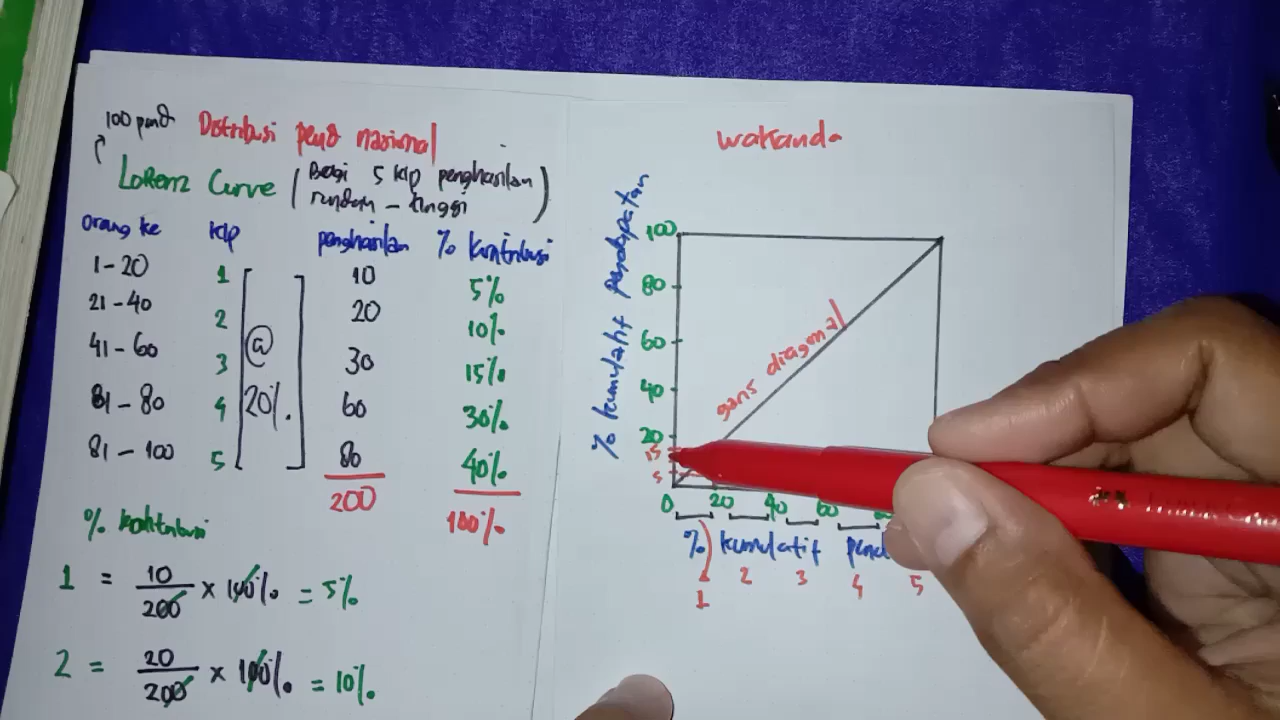 100 pend Distribusi pend nasional
Lorenz Curve (Bagi 5 klp penghasilan
rendah - tinggi)
orang ke klp penghasilan % kontribusi
1-20 1 10 5%
21-40 2 20 10%
41-60 3 @ 30 15%
81-80 4 20%. 60 30%
81-100 5 80 40%
200 100%
% kontribusi
1 = 10/200 x 100% = 5%
2 = 20/200 x 100% = 10%
wakanda
% kumulatif pendapatan
100
80
60
40
20
15
5
garis diagonal
0 20 40 60
% kumulatif pend
1 2 3 4 5